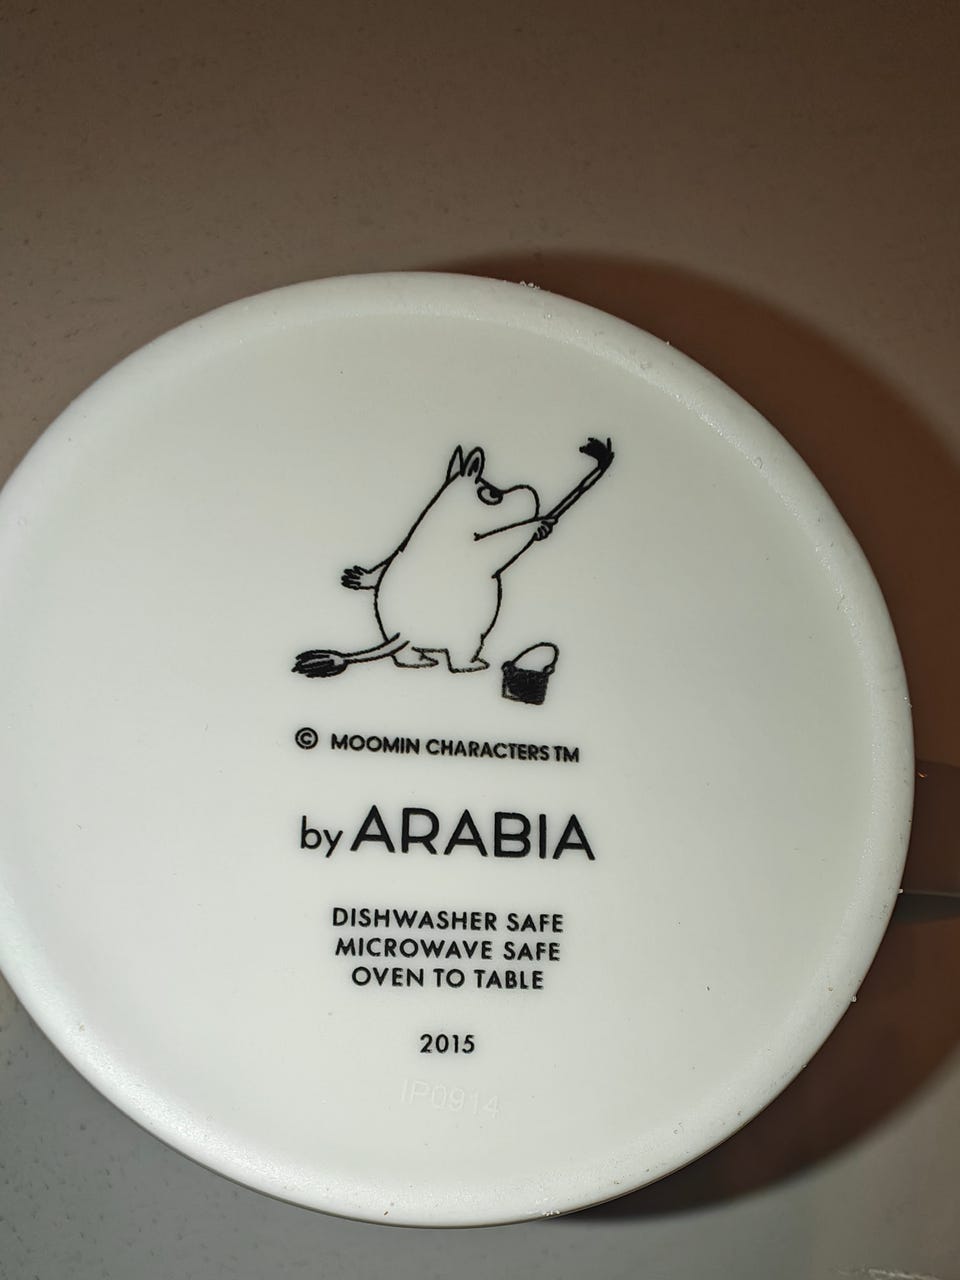 © MOOMIN CHARACTERS TM
by ARABIA
DISHWASHER SAFE
MICROWAVE SAFE
OVEN TO TABLE
2015
IP0914